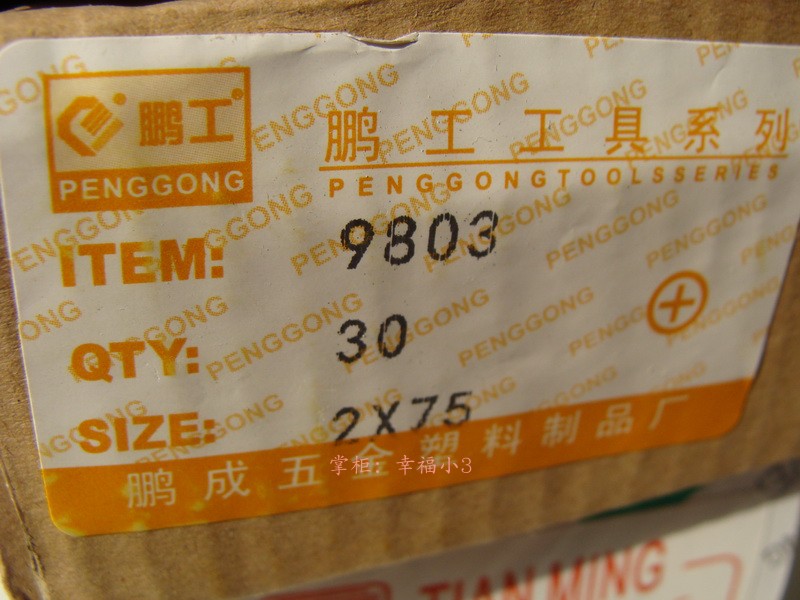 鹏工®
PENGGONG
鹏工工具系列
PENGGONGTOOLSSERIES
ITEM: 9803
QTY: 30
SIZE: 2X75
鹏成五金塑料制品厂
掌柜：幸福小3
TIAN MING